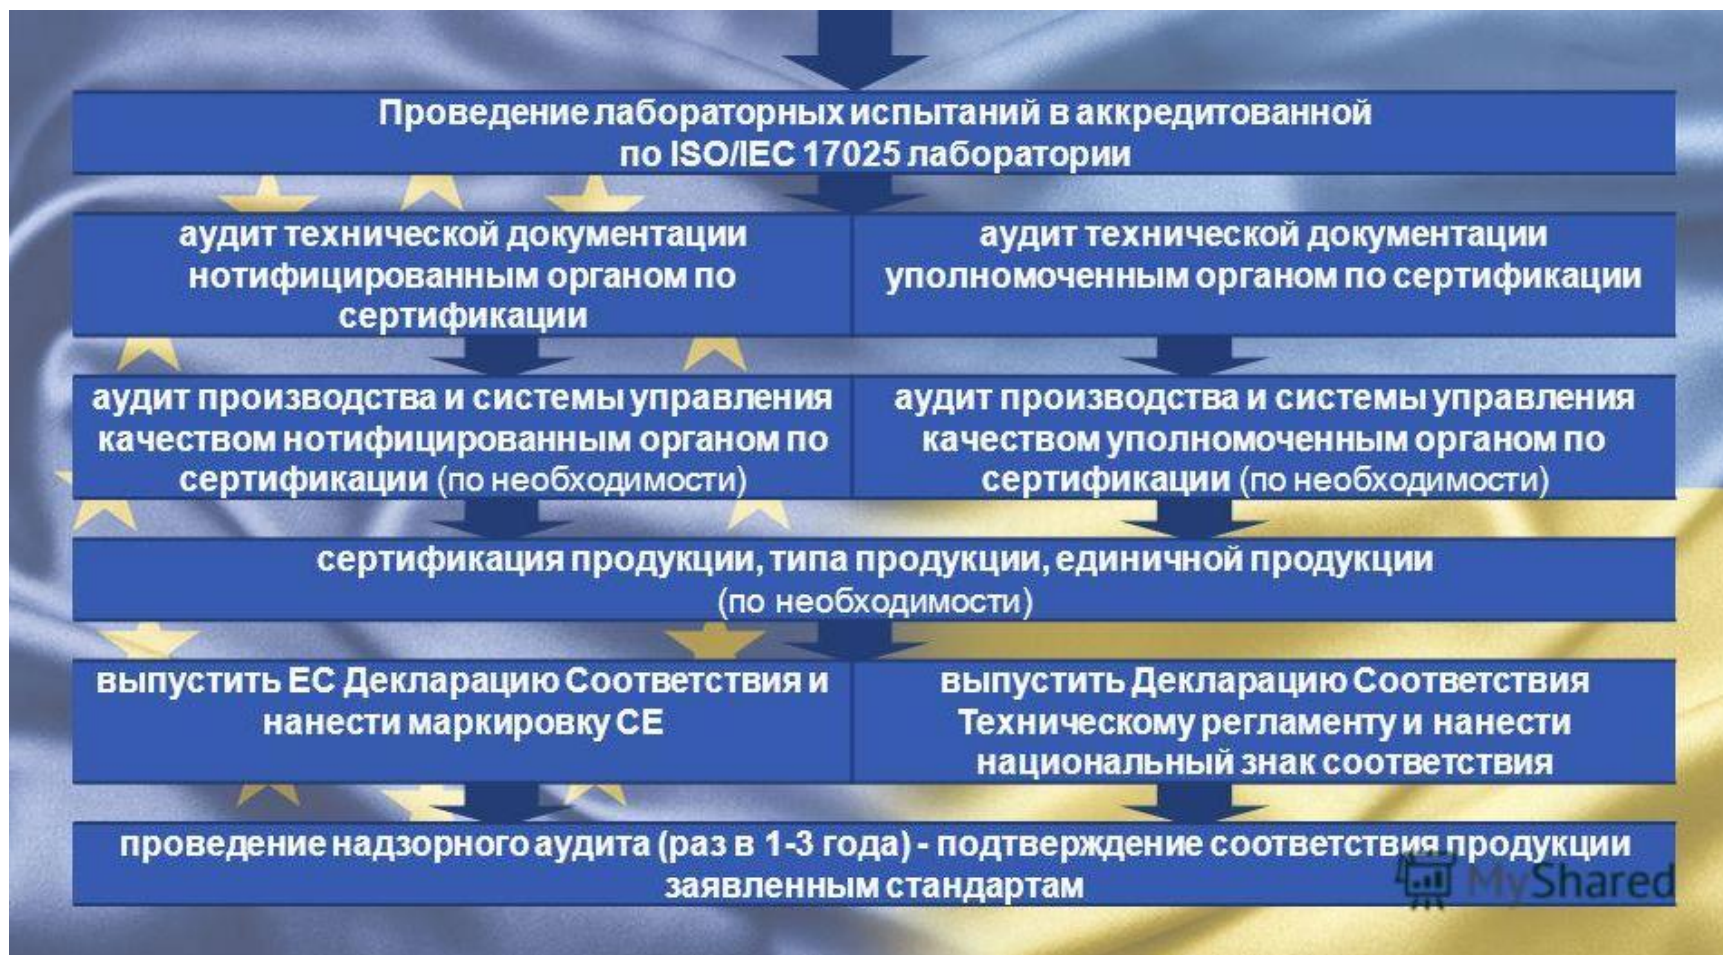 Проведение лабораторных испытаний в аккредитованной
по ISO/IEC 17025 лаборатории
аудит технической документации
нотифицированным органом по
сертификации
аудит технической документации
уполномоченным органом по сертификации
аудит производства и системы управления
качеством нотифицированным органом по
сертификации (по необходимости)
аудит производства и системы управления
качеством уполномоченным органом по
сертификации (по необходимости)
сертификация продукции, типа продукции, единичной продукции
(по необходимости)
выпустить ЕС Декларацию Соответствия и
нанести маркировку СЕ
выпустить Декларацию Соответствия
Техническому регламенту и нанести
национальный знак соответствия
проведение надзорного аудита (раз в 1-3 года) - подтверждение соответствия продукции
заявленным стандартам
MyShared